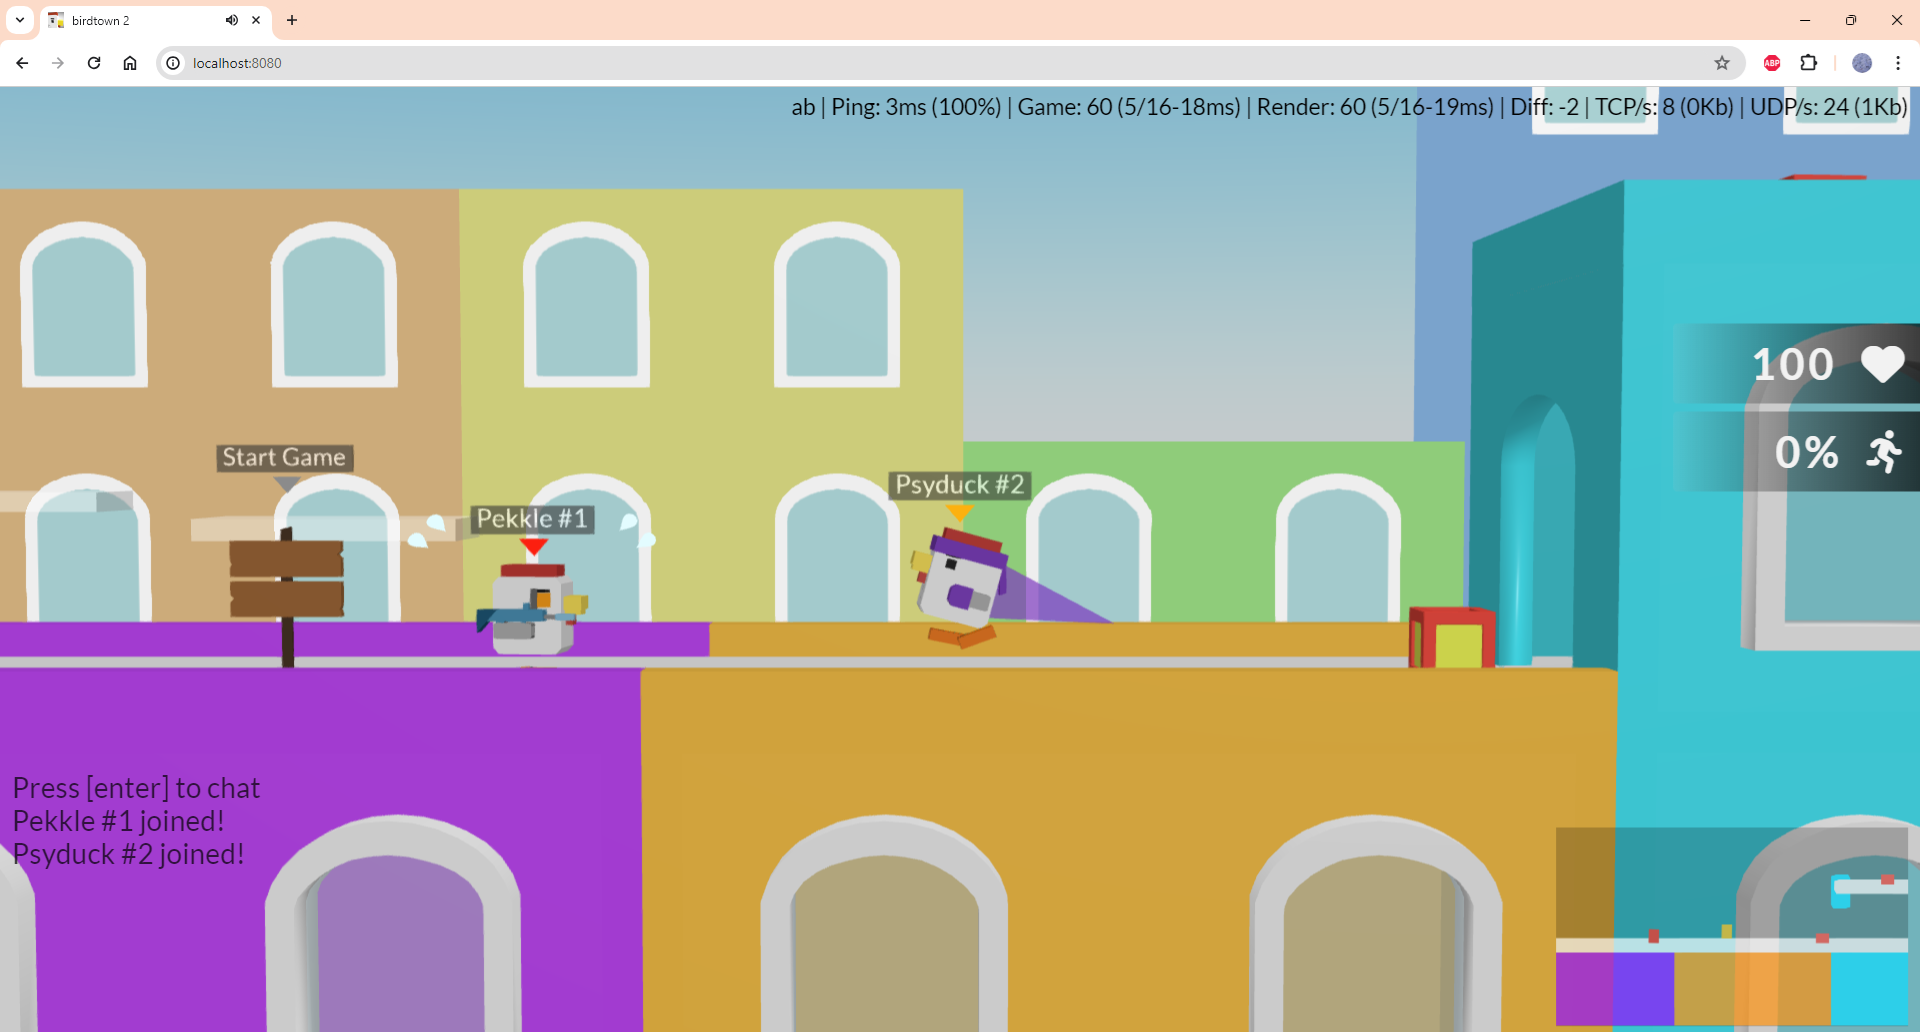 birdtown 2
localhost:8080
ABP
ab | Ping: 3ms (100%) | Game: 60 (5/16-18ms) | Render: 60 (5/16-19ms) | Diff: -2 | TCP/s: 8 (0Kb) | UDP/s: 24 (1Kb)
100
0%
Start Game
Psyduck #2
Pekkle #1
Press [enter] to chat
Pekkle #1 joined!
Psyduck #2 joined!